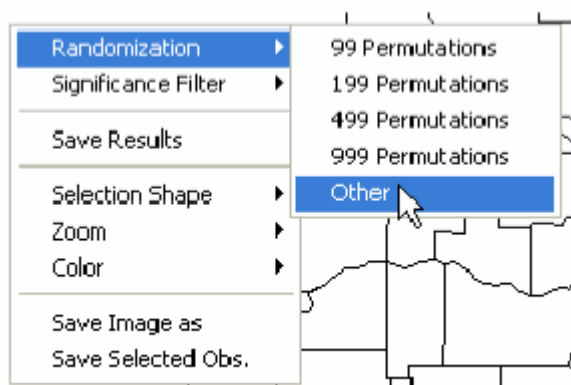 Randomization
Significance Filter
Save Results
Selection Shape
Zoom
Color
Save Image as
Save Selected Obs.
99 Permutations
199 Permutations
499 Permutations
999 Permutations
Other